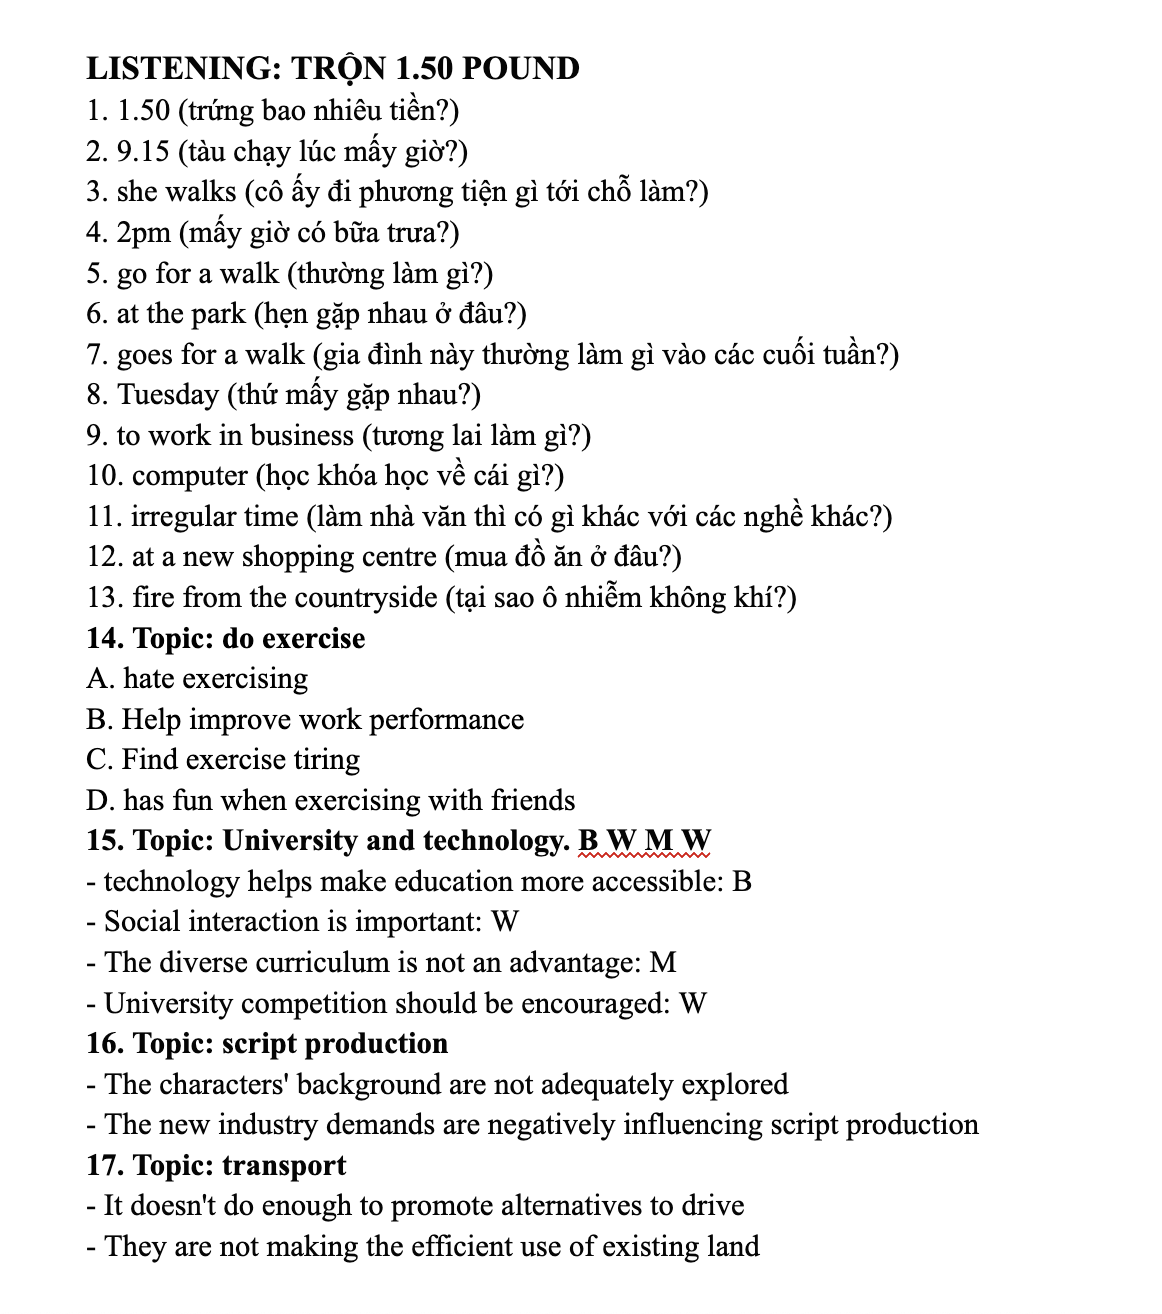 LISTENING: TRỘN 1.50 POUND
1. 1.50 (trứng bao nhiêu tiền?)
2. 9.15 (tàu chạy lúc mấy giờ?)
3. she walks (cô ấy đi phương tiện gì tới chỗ làm?)
4. 2pm (mấy giờ có bữa trưa?)
5. go for a walk (thường làm gì?)
6. at the park (hẹn gặp nhau ở đâu?)
7. goes for a walk (gia đình này thường làm gì vào các cuối tuần?)
8. Tuesday (thứ mấy gặp nhau?)
9. to work in business (tương lai làm gì?)
10. computer (học khóa học về cái gì?)
11. irregular time (làm nhà văn thì có gì khác với các nghề khác?)
12. at a new shopping centre (mua đồ ăn ở đâu?)
13. fire from the countryside (tại sao ô nhiễm không khí?)
14. Topic: do exercise
A. hate exercising
B. Help improve work performance
C. Find exercise tiring
D. has fun when exercising with friends
15. Topic: University and technology. B W M W
- technology helps make education more accessible: B
- Social interaction is important: W
- The diverse curriculum is not an advantage: M
- University competition should be encouraged: W
16. Topic: script production
- The characters' background are not adequately explored
- The new industry demands are negatively influencing script production
17. Topic: transport
- It doesn't do enough to promote alternatives to drive
- They are not making the efficient use of existing land